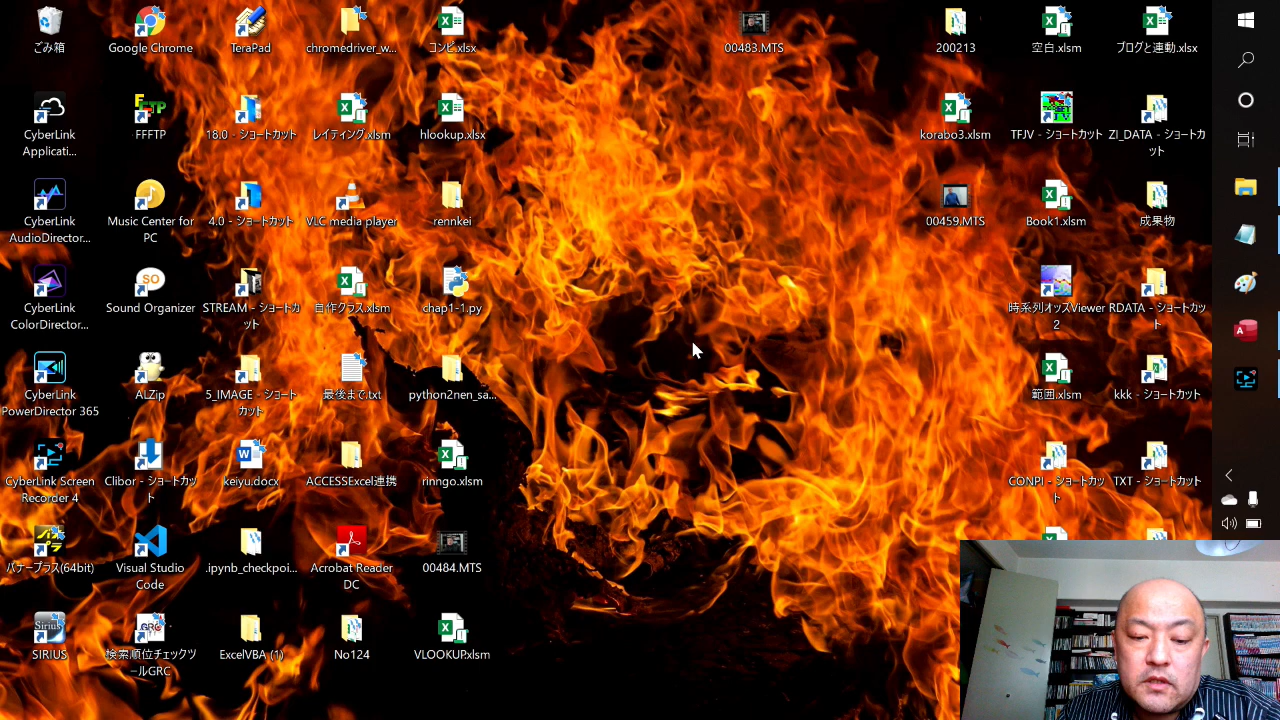 ごみ箱
Google Chrome
TeraPad
chromedriver_w...
コンビ.xlsx
00483.MTS
200213
空白.xlsm
ブログと連動.xlsx
CyberLink
Applicati...
FFFTP
18.0 - ショートカット
レイティング.xlsm
hlookup.xlsx
korabo3.xlsm
TFJV - ショートカット
ZI_DATA - ショートカ
ット
CyberLink
AudioDirector...
Music Center for
PC
4.0 - ショートカット
VLC media player
rennkei
00459.MTS
Book1.xlsm
成果物
CyberLink
ColorDirector...
SO
Sound Organizer
STREAM - ショートカ
ット
自作クラス.xlsm
chap1-1.py
時系列オッズViewer
2
RDATA - ショートカッ
ト
CyberLink
PowerDirector 365
ALZip
5_IMAGE - ショート
カット
最後まで.txt
python2nen_sa...
範囲.xlsm
kkk - ショートカット
CyberLink Screen
Recorder 4
Clibor - ショートカッ
ト
keiyu.docx
ACCESSExcel連携
rinngo.xlsm
CONPI - ショートカッ
ト
TXT - ショートカット
バナープラス(64bit)
Visual Studio
Code
.ipynb_checkpoi...
Acrobat Reader
DC
00484.MTS
Sirius
SIRIUS
GRC
検索順位チェックツ
ールGRC
ExcelVBA (1)
No124
VLOOKUP.xlsm